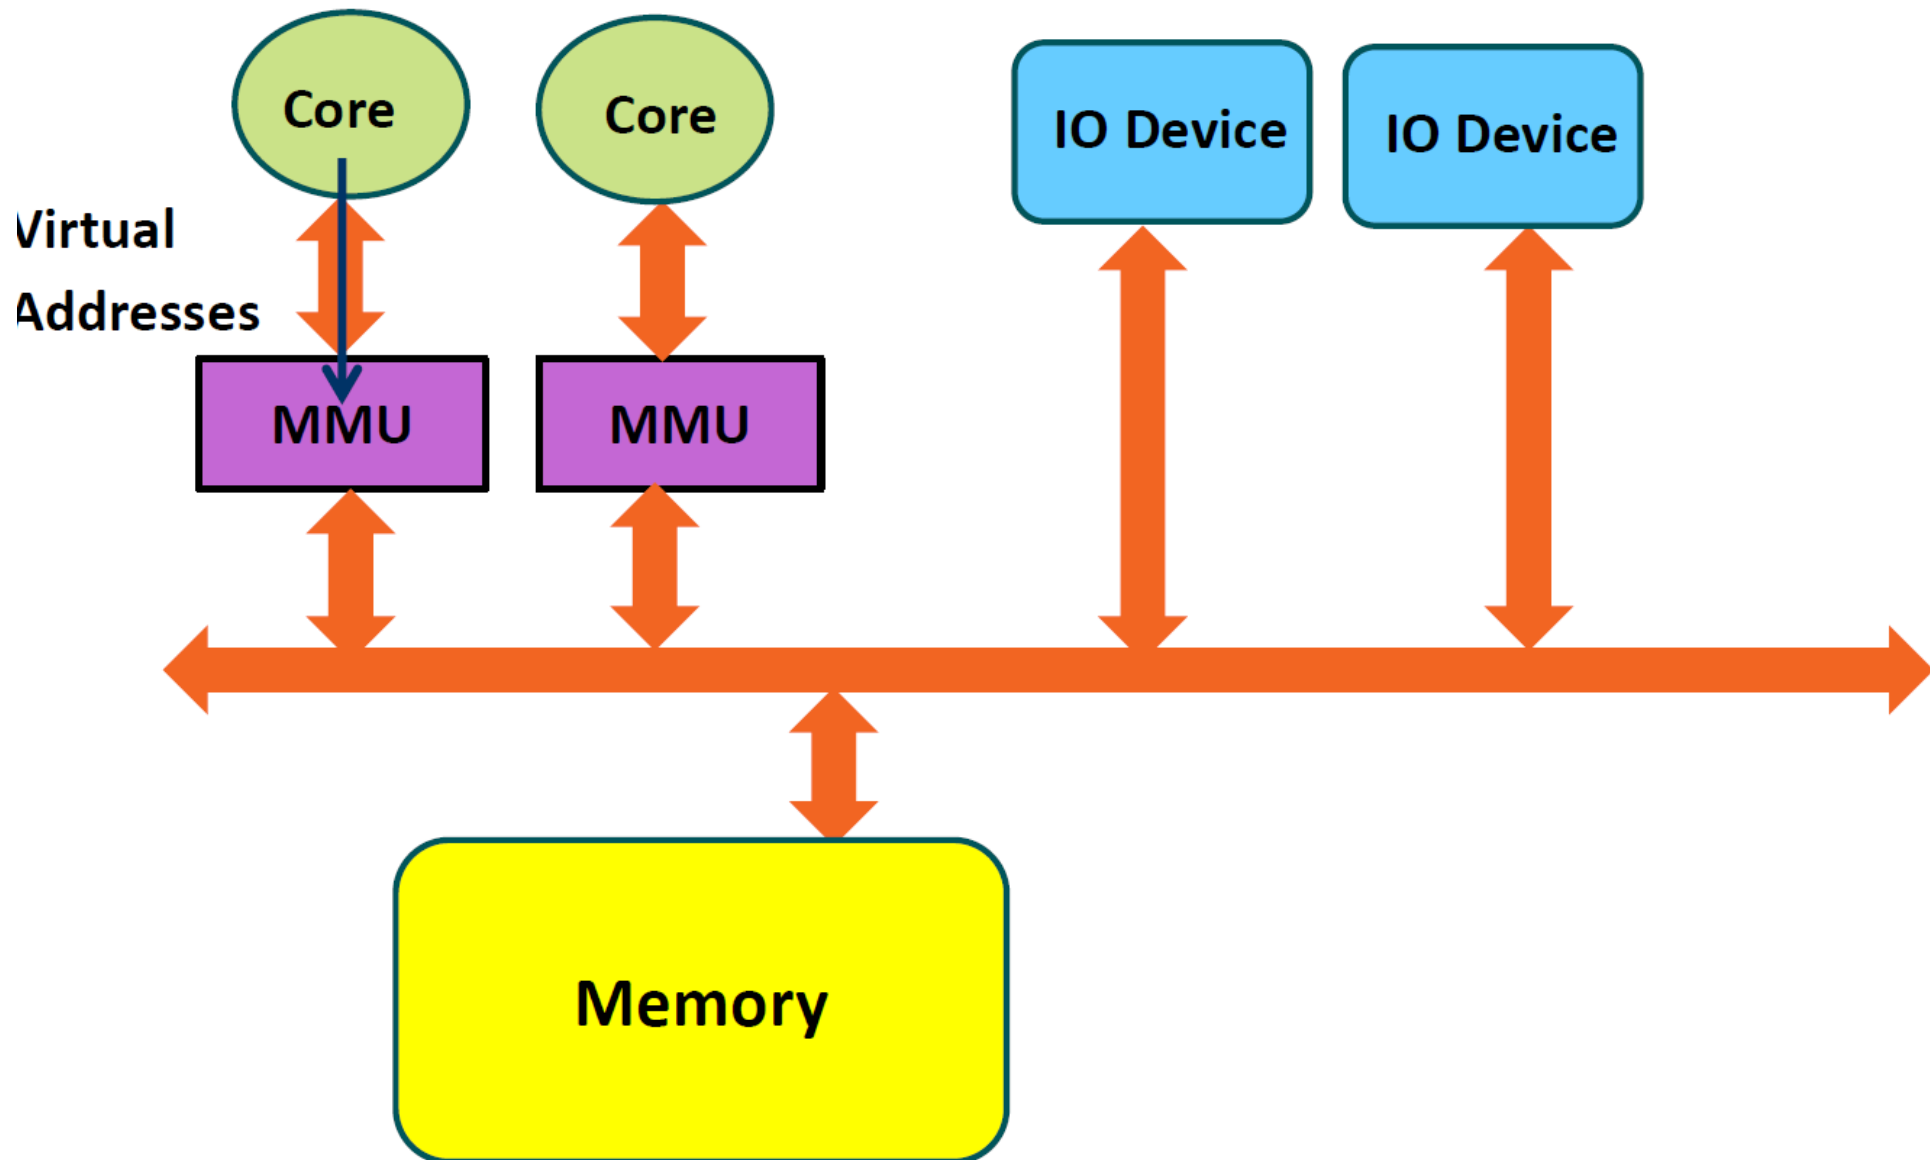 Core
Core
IO Device
IO Device
Virtual
Addresses
MMU
MMU
Memory